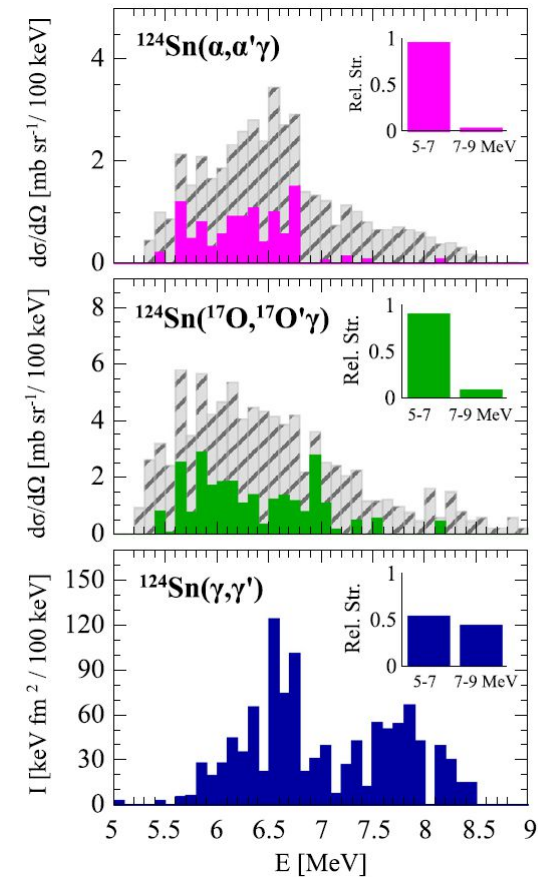 ¹²⁴Sn(α,α'γ)
dσ/dΩ [mb sr⁻¹/ 100 keV]
4
2
0
Rel. Str.
1
0.5
0
5-7 7-9 MeV
¹²⁴Sn(¹⁷O,¹⁷O'γ)
dσ/dΩ [mb sr⁻¹/ 100 keV]
8
6
4
2
0
Rel. Str.
1
0.5
0
5-7 7-9 MeV
¹²⁴Sn(γ,γ')
I [keV fm ² / 100 keV]
150
120
90
60
30
0
Rel. Str.
1
0.5
0
5-7 7-9 MeV
5 5.5 6 6.5 7 7.5 8 8.5 9
E [MeV]